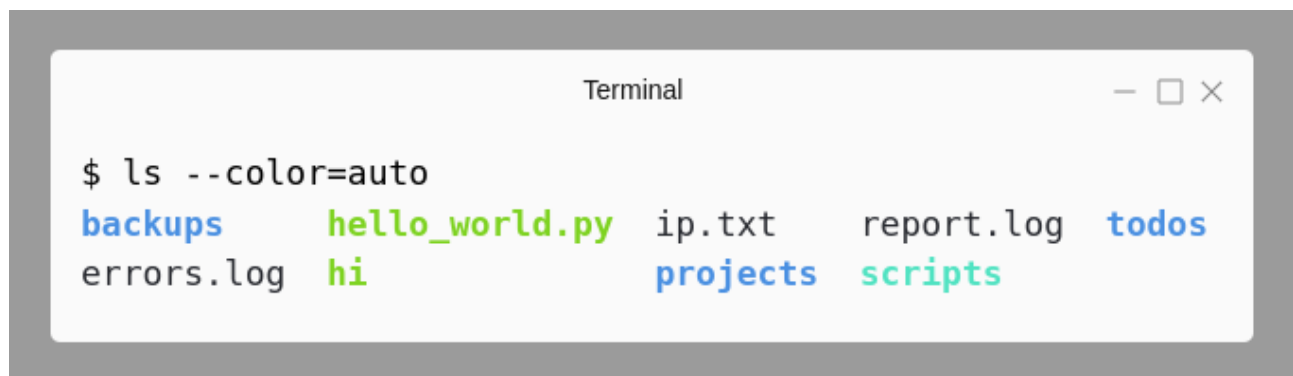 Terminal
$ ls --color=auto
backups hello_world.py ip.txt report.log todos
errors.log hi projects scripts